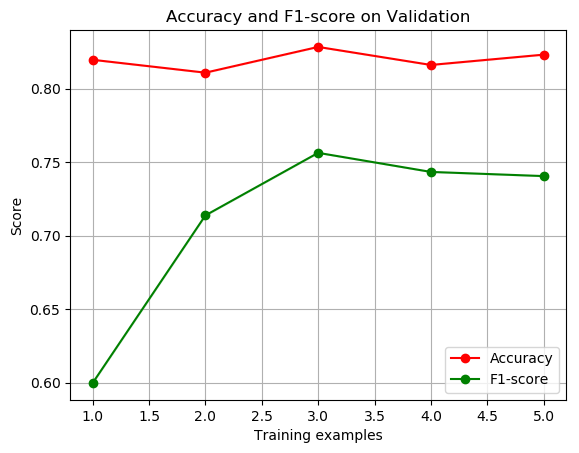 Accuracy and F1-score on Validation
Score
0.80
0.75
0.70
0.65
0.60
1.0 1.5 2.0 2.5 3.0 3.5 4.0 4.5 5.0
Training examples
Accuracy
F1-score